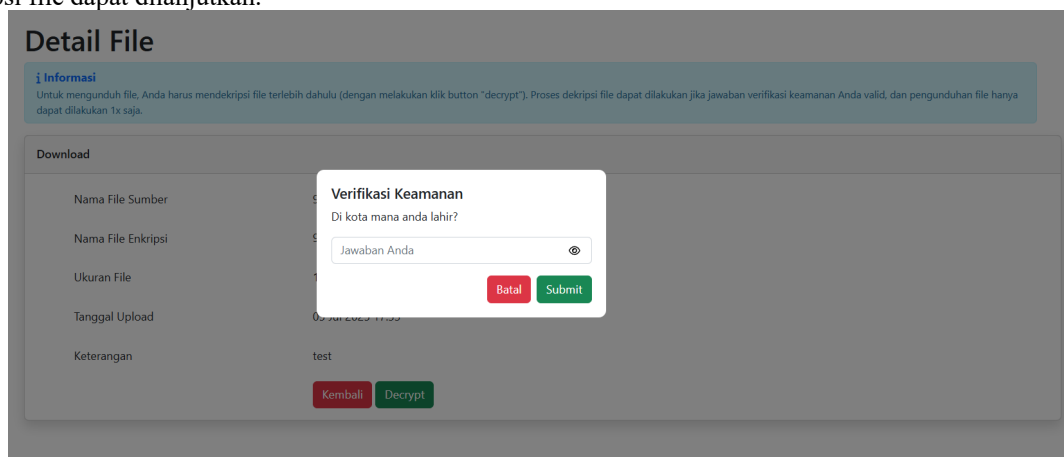 file dapat dilanjutkan.
Detail File
i Informasi
Untuk mengunduh file, Anda harus mendekripsi file terlebih dahulu (dengan melakukan klik button "decrypt"). Proses dekripsi file dapat dilakukan jika jawaban verifikasi keamanan Anda valid, dan pengunduhan file hanya
dapat dilakukan 1x saja.
Download
Verifikasi Keamanan
Nama File Sumber
Di kota mana anda lahir?
Nama File Enkripsi
Jawaban Anda
Ukuran File
Batal Submit
Tanggal Upload
Keterangan test
Kembali Decrypt